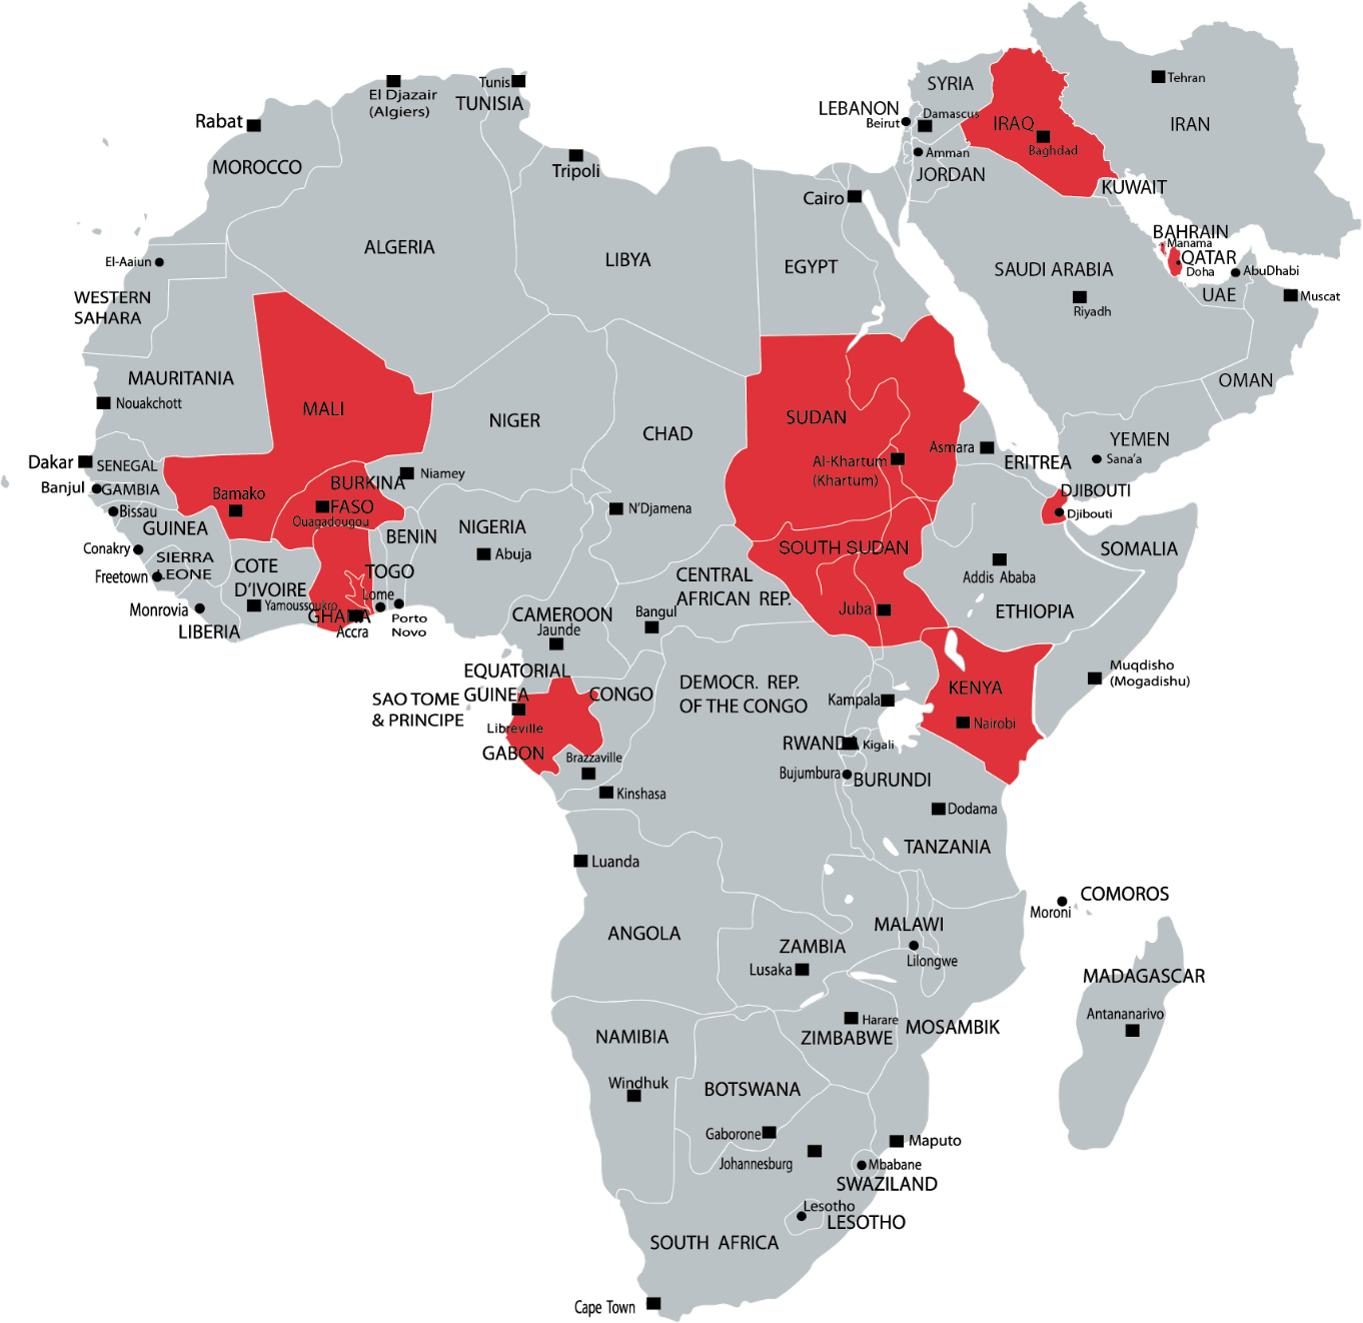 Tunis
TUNISIA
El Djazair
(Algiers)
Rabat
MOROCCO
Tripoli
SYRIA
LEBANON
Beirut
Damascus
Amman
JORDAN
IRAQ
Baghdad
Tehran
IRAN
KUWAIT
Cairo
BAHRAIN
Manama
QATAR
Doha
AbuDhabi
UAE
Muscat
El-Aaiun
ALGERIA
LIBYA
EGYPT
SAUDI ARABIA
Riyadh
WESTERN
SAHARA
OMAN
MAURITANIA
Nouakchott
MALI
NIGER
CHAD
SUDAN
Al-Khartum
(Khartum)
Asmara
ERITREA
YEMEN
Sana'a
Dakar
SENEGAL
Banjul
GAMBIA
Bissau
GUINEA
Bamako
BURKINA
FASO
Ouagadougou
Niamey
N'Djamena
DJIBOUTI
Djibouti
Conakry
SIERRA
LEONE
Freetown
COTE
D'IVOIRE
Yamoussoukro
BENIN
NIGERIA
Abuja
SOUTH SUDAN
SOMALIA
Monrovia
LIBERIA
GHANA
Accra
TOGO
Lome
Porto
Novo
CENTRAL
AFRICAN REP.
Bangul
Juba
Addis Ababa
ETHIOPIA
CAMEROON
Jaunde
EQUATORIAL
GUINEA
SAO TOME
& PRINCIPE
CONGO
Libreville
GABON
Brazzaville
Kinshasa
DEMOCR. REP.
OF THE CONGO
Kampala
KENYA
Nairobi
Muqdisho
(Mogadishu)
RWANDA
Kigali
Bujumbura
BURUNDI
Dodama
TANZANIA
Luanda
ANGOLA
MALAWI
Lilongwe
ZAMBIA
Lusaka
COMOROS
Moroni
MADAGASCAR
Antananarivo
Harare
ZIMBABWE
MOSAMBIK
NAMIBIA
Windhuk
BOTSWANA
Gaborone
Johannesburg
Maputo
Mbabane
SWAZILAND
Lesotho
LESOTHO
SOUTH AFRICA
Cape Town